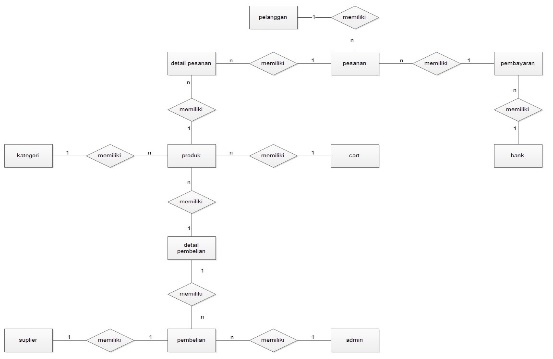 pelanggan 1 memiliki
n
detail pesanan n memiliki 1 pesanan n memiliki 1 pembayaran
n n
memiliki memiliki
1 1
kategori 1 memiliki n produk n memiliki 1 cart bank
n
memiliki
1
detail
pembelian
1
memiliki
n
suplier 1 memiliki 1 pembelian n memiliki 1 admin